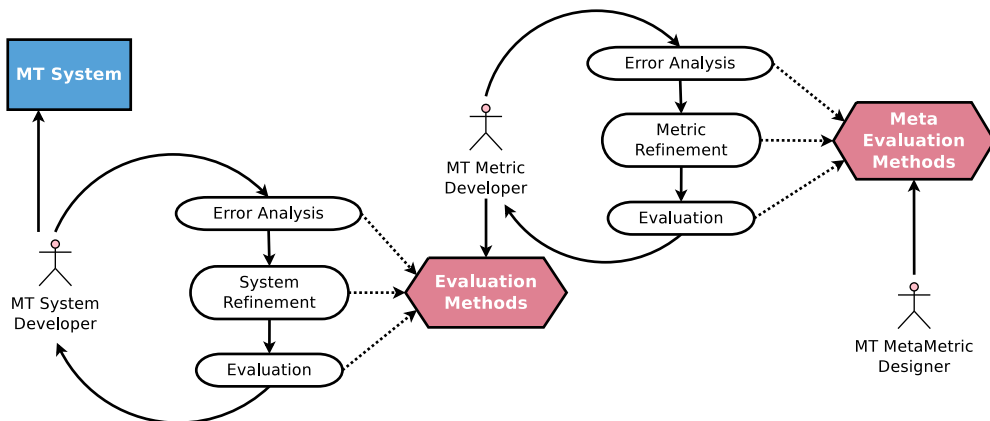 MT System
MT System
Developer
Error Analysis
System
Refinement
Evaluation
Evaluation
Methods
MT Metric
Developer
Error Analysis
Metric
Refinement
Evaluation
Meta
Evaluation
Methods
MT MetaMetric
Designer